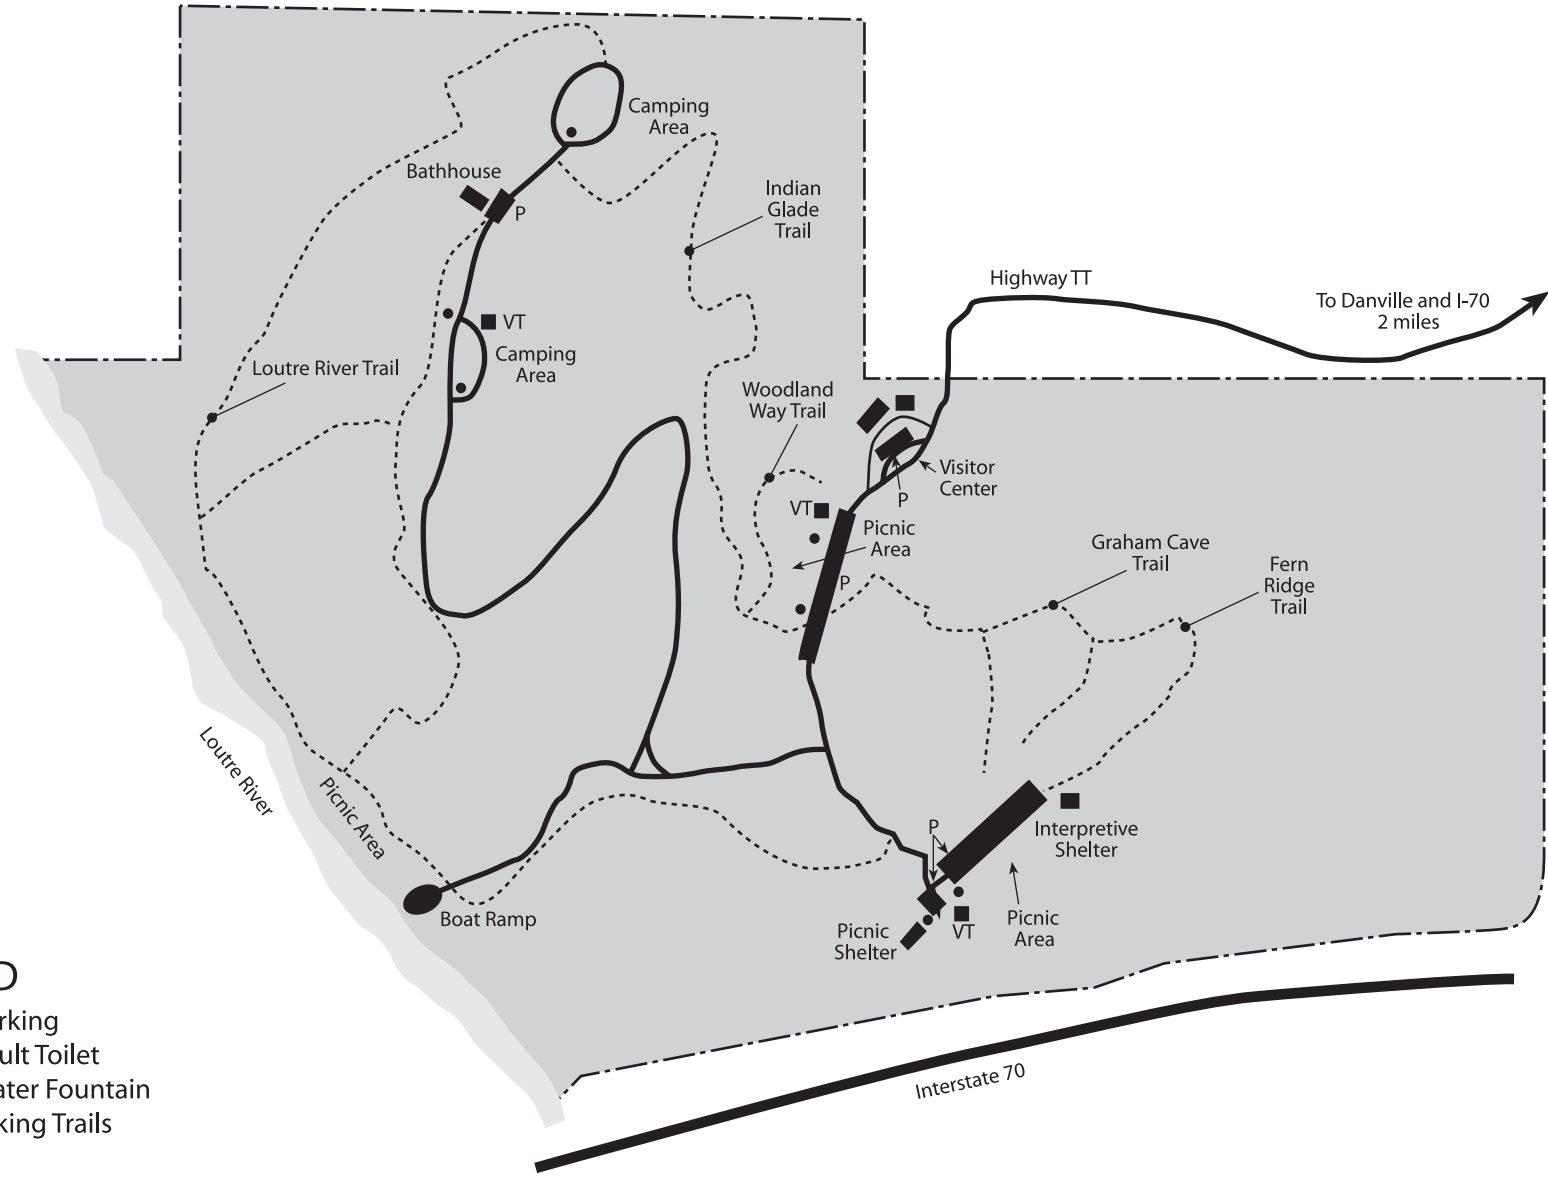 Camping
Area
Bathhouse
P
Indian
Glade
Trail
Highway TT
To Danville and I-70
2 miles
VT
Camping
Area
Loutre River Trail
Woodland
Way Trail
Visitor
Center
P
VT
Picnic
Area
P
Graham Cave
Trail
Fern
Ridge
Trail
Loutre River
Picnic Area
Boat Ramp
P
Interpretive
Shelter
Picnic
Shelter
VT
Picnic
Area
Interstate 70
D
rking
ult Toilet
ater Fountain
king Trails